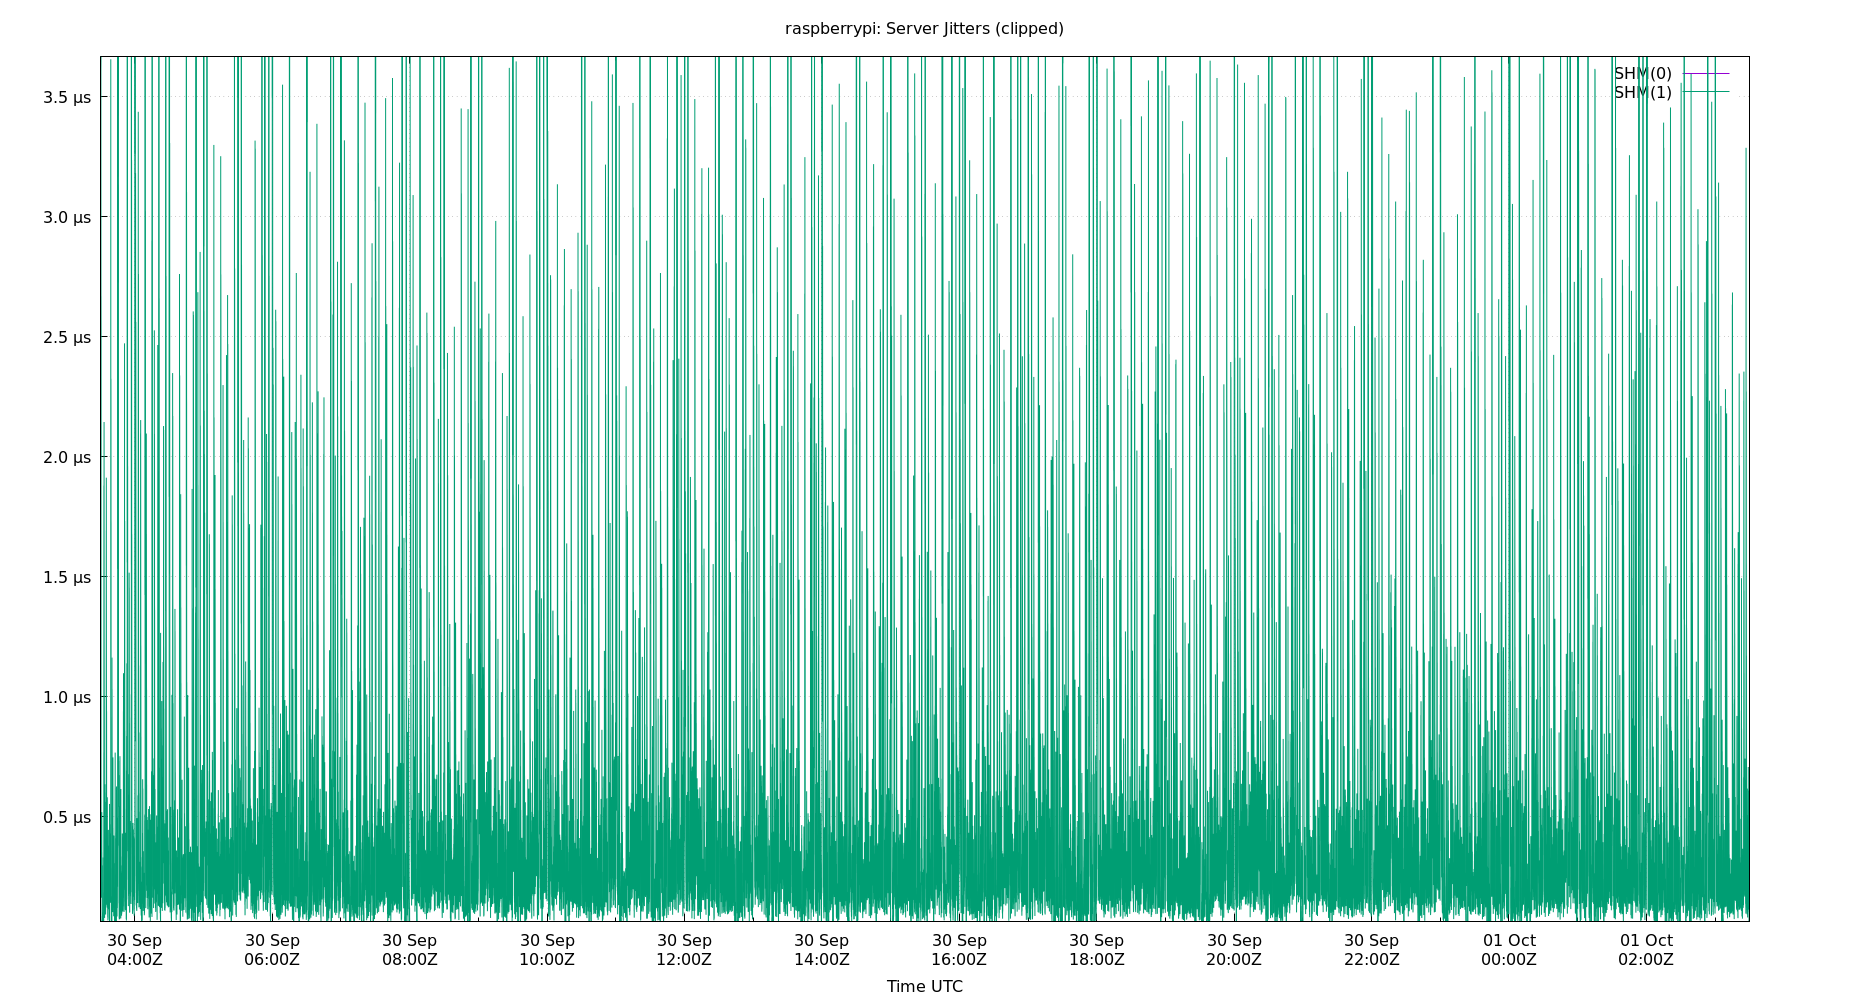 raspberrypi: Server Jitters (clipped)
SHM(0)
SHM(1)
3.5 µs
3.0 µs
2.5 µs
2.0 µs
1.5 µs
1.0 µs
0.5 µs
30 Sep 30 Sep 30 Sep 30 Sep 30 Sep 30 Sep 30 Sep 30 Sep 30 Sep 30 Sep 01 Oct 01 Oct
04:00Z 06:00Z 08:00Z 10:00Z 12:00Z 14:00Z 16:00Z 18:00Z 20:00Z 22:00Z 00:00Z 02:00Z
Time UTC